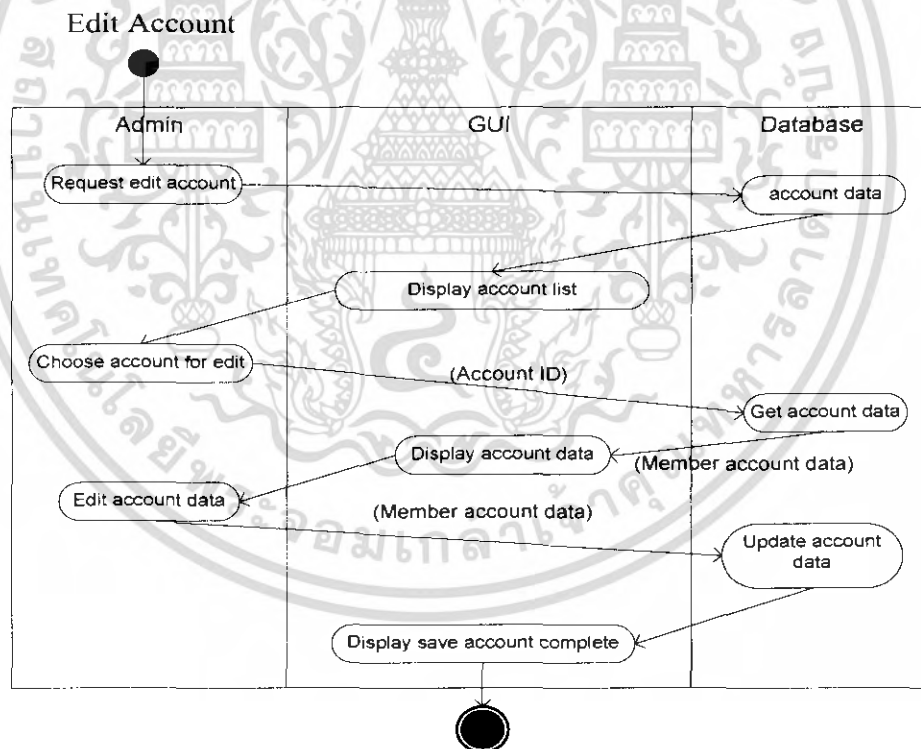 Edit Account
Admin
GUI
Database
Request edit account
account data
Display account list
Choose account for edit
(Account ID)
Get account data
Display account data
(Member account data)
Edit account data
(Member account data)
Update account
data
Display save account complete